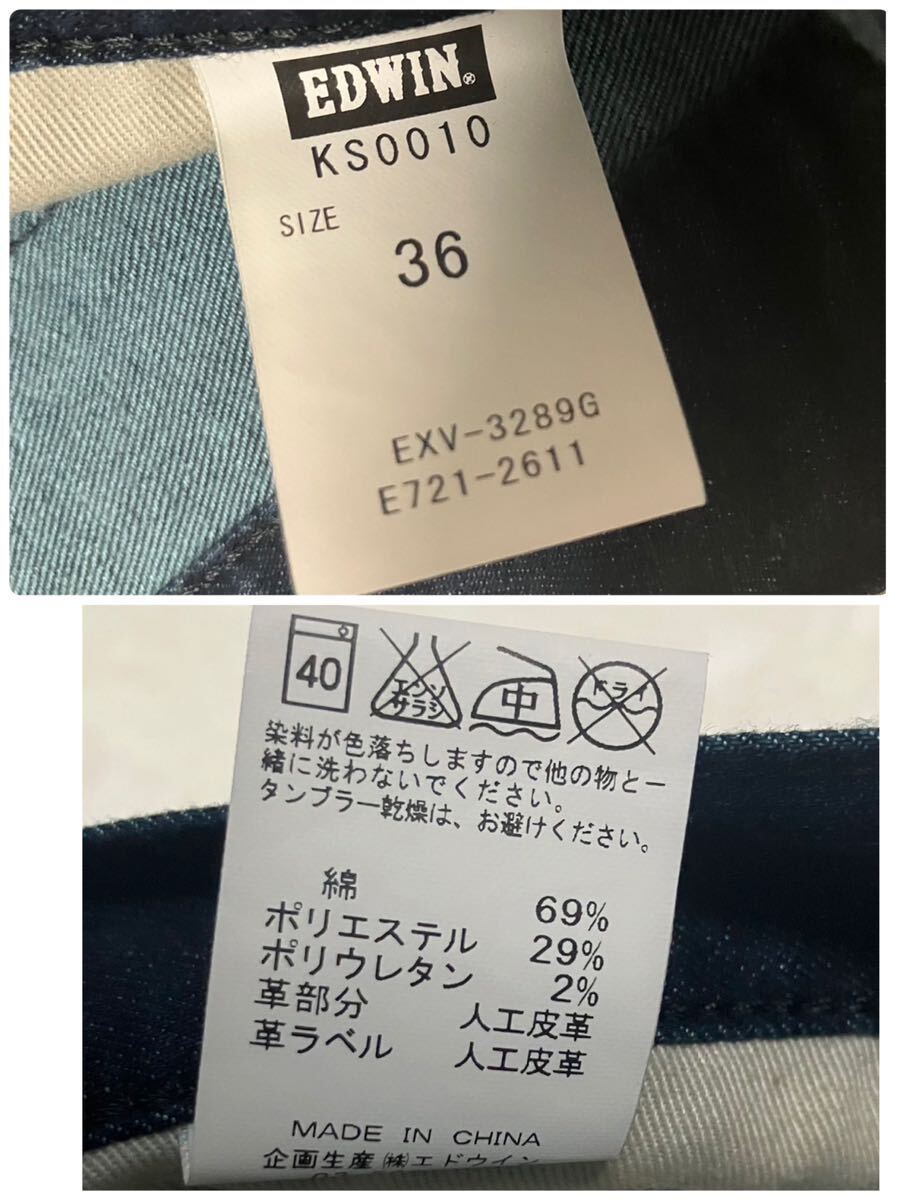 EDWIN®
KS0010
SIZE
36
EXV-3289G
E721-2611
40
エンソ
サラシ
中
ドライ
染料が色落ちしますので他の物と一
緒に洗わないでください。
タンブラー乾燥は、お避けください。
綿 69%
ポリエステル 29%
ポリウレタン 2%
革部分 人工皮革
革ラベル 人工皮革
MADE IN CHINA
企画生産 ㈱エドウイン